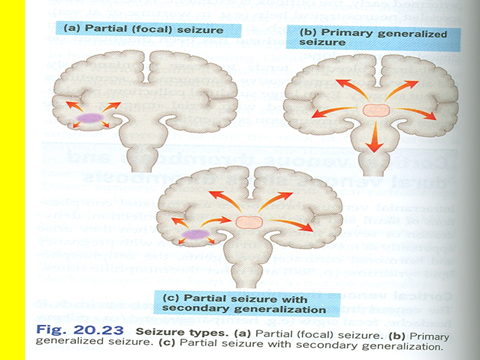 (a) Partial (focal) seizure
(b) Primary generalized
seizure
(c) Partial seizure with
secondary generalization
Fig. 20.23 Seizure types. (a) Partial (focal) seizure. (b) Primary
generalized seizure. (c) Partial seizure with secondary generalization.